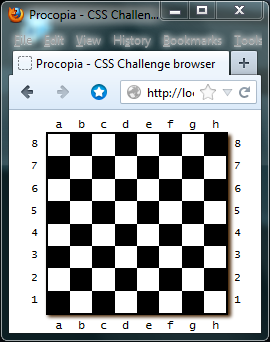 Procopia - CSS Challen...
File Edit View History Bookmarks Tools
Procopia - CSS Challenge browser
http://loc
a b c d e f g h
8 8
7 7
6 6
5 5
4 4
3 3
2 2
1 1
a b c d e f g h